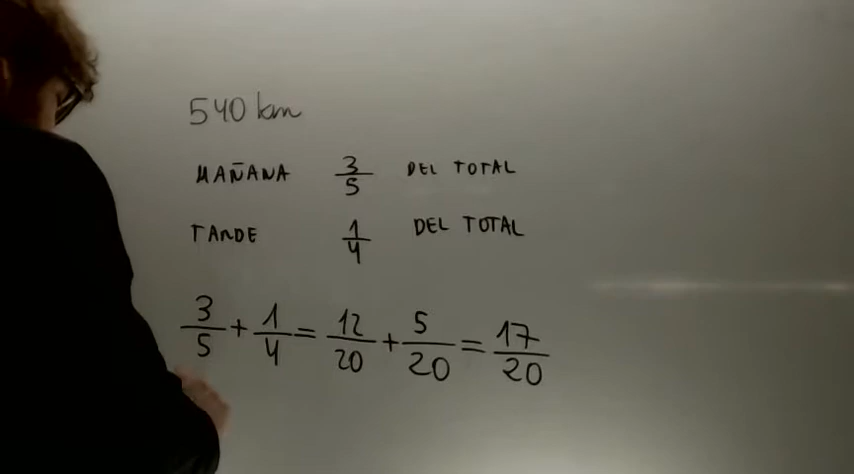 540 km
MAÑANA 3/5 DEL TOTAL
TARDE 1/4 DEL TOTAL
3/5 + 1/4 = 12/20 + 5/20 = 17/20